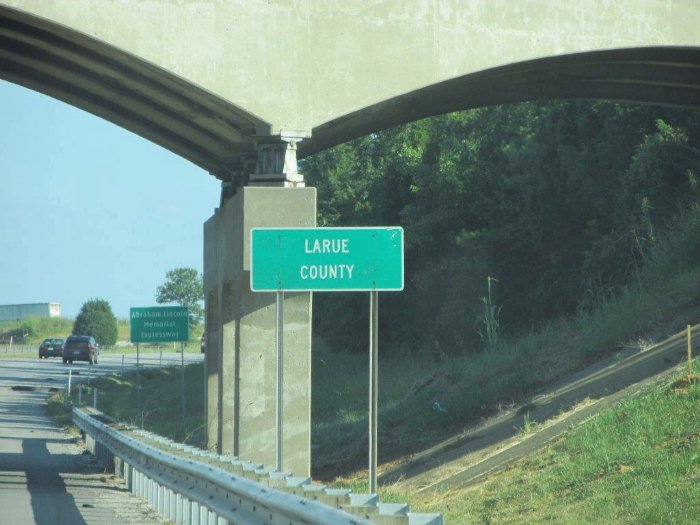 LARUE
COUNTY
Abraham Lincoln
Memorial
Expressway